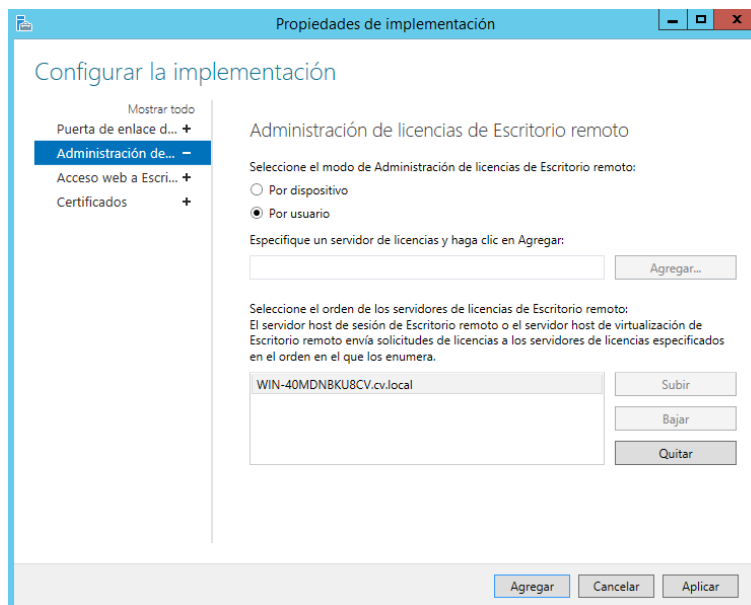 Propiedades de implementación
Configurar la implementación
Mostrar todo
Puerta de enlace d... +
Administración de... −
Acceso web a Escri... +
Certificados +
Administración de licencias de Escritorio remoto
Seleccione el modo de Administración de licencias de Escritorio remoto:
Por dispositivo
Por usuario
Especifique un servidor de licencias y haga clic en Agregar:
Agregar...
Seleccione el orden de los servidores de licencias de Escritorio remoto:
El servidor host de sesión de Escritorio remoto o el servidor host de virtualización de
Escritorio remoto envía solicitudes de licencias a los servidores de licencias especificados
en el orden en el que los enumera.
WIN-40MDNBKU8CV.cv.local
Subir
Bajar
Quitar
Agregar Cancelar Aplicar